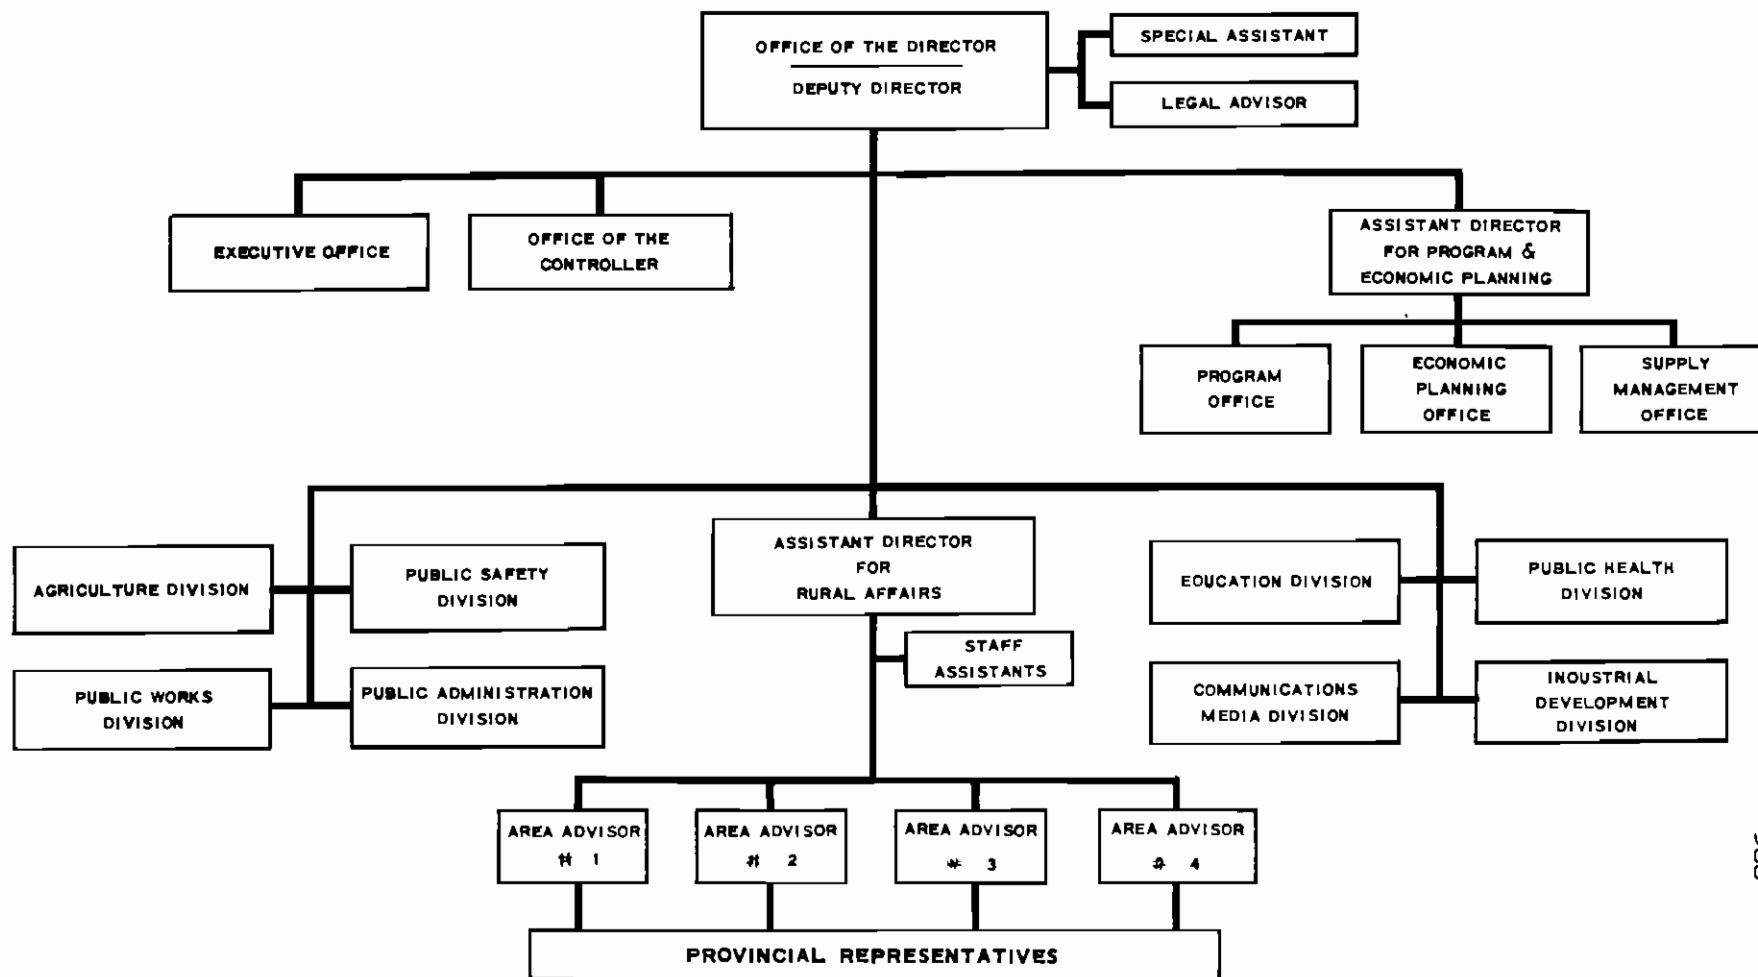 OFFICE OF THE DIRECTOR
DEPUTY DIRECTOR
SPECIAL ASSISTANT
LEGAL ADVISOR
EXECUTIVE OFFICE
OFFICE OF THE
CONTROLLER
ASSISTANT DIRECTOR
FOR PROGRAM &
ECONOMIC PLANNING
PROGRAM
OFFICE
ECONOMIC
PLANNING
OFFICE
SUPPLY
MANAGEMENT
OFFICE
AGRICULTURE DIVISION
PUBLIC SAFETY
DIVISION
PUBLIC WORKS
DIVISION
PUBLIC ADMINISTRATION
DIVISION
ASSISTANT DIRECTOR
FOR
RURAL AFFAIRS
STAFF
ASSISTANTS
EDUCATION DIVISION
PUBLIC HEALTH
DIVISION
COMMUNICATIONS
MEDIA DIVISION
INDUSTRIAL
DEVELOPMENT
DIVISION
AREA ADVISOR
# 1
AREA ADVISOR
# 2
AREA ADVISOR
# 3
AREA ADVISOR
# 4
PROVINCIAL REPRESENTATIVES